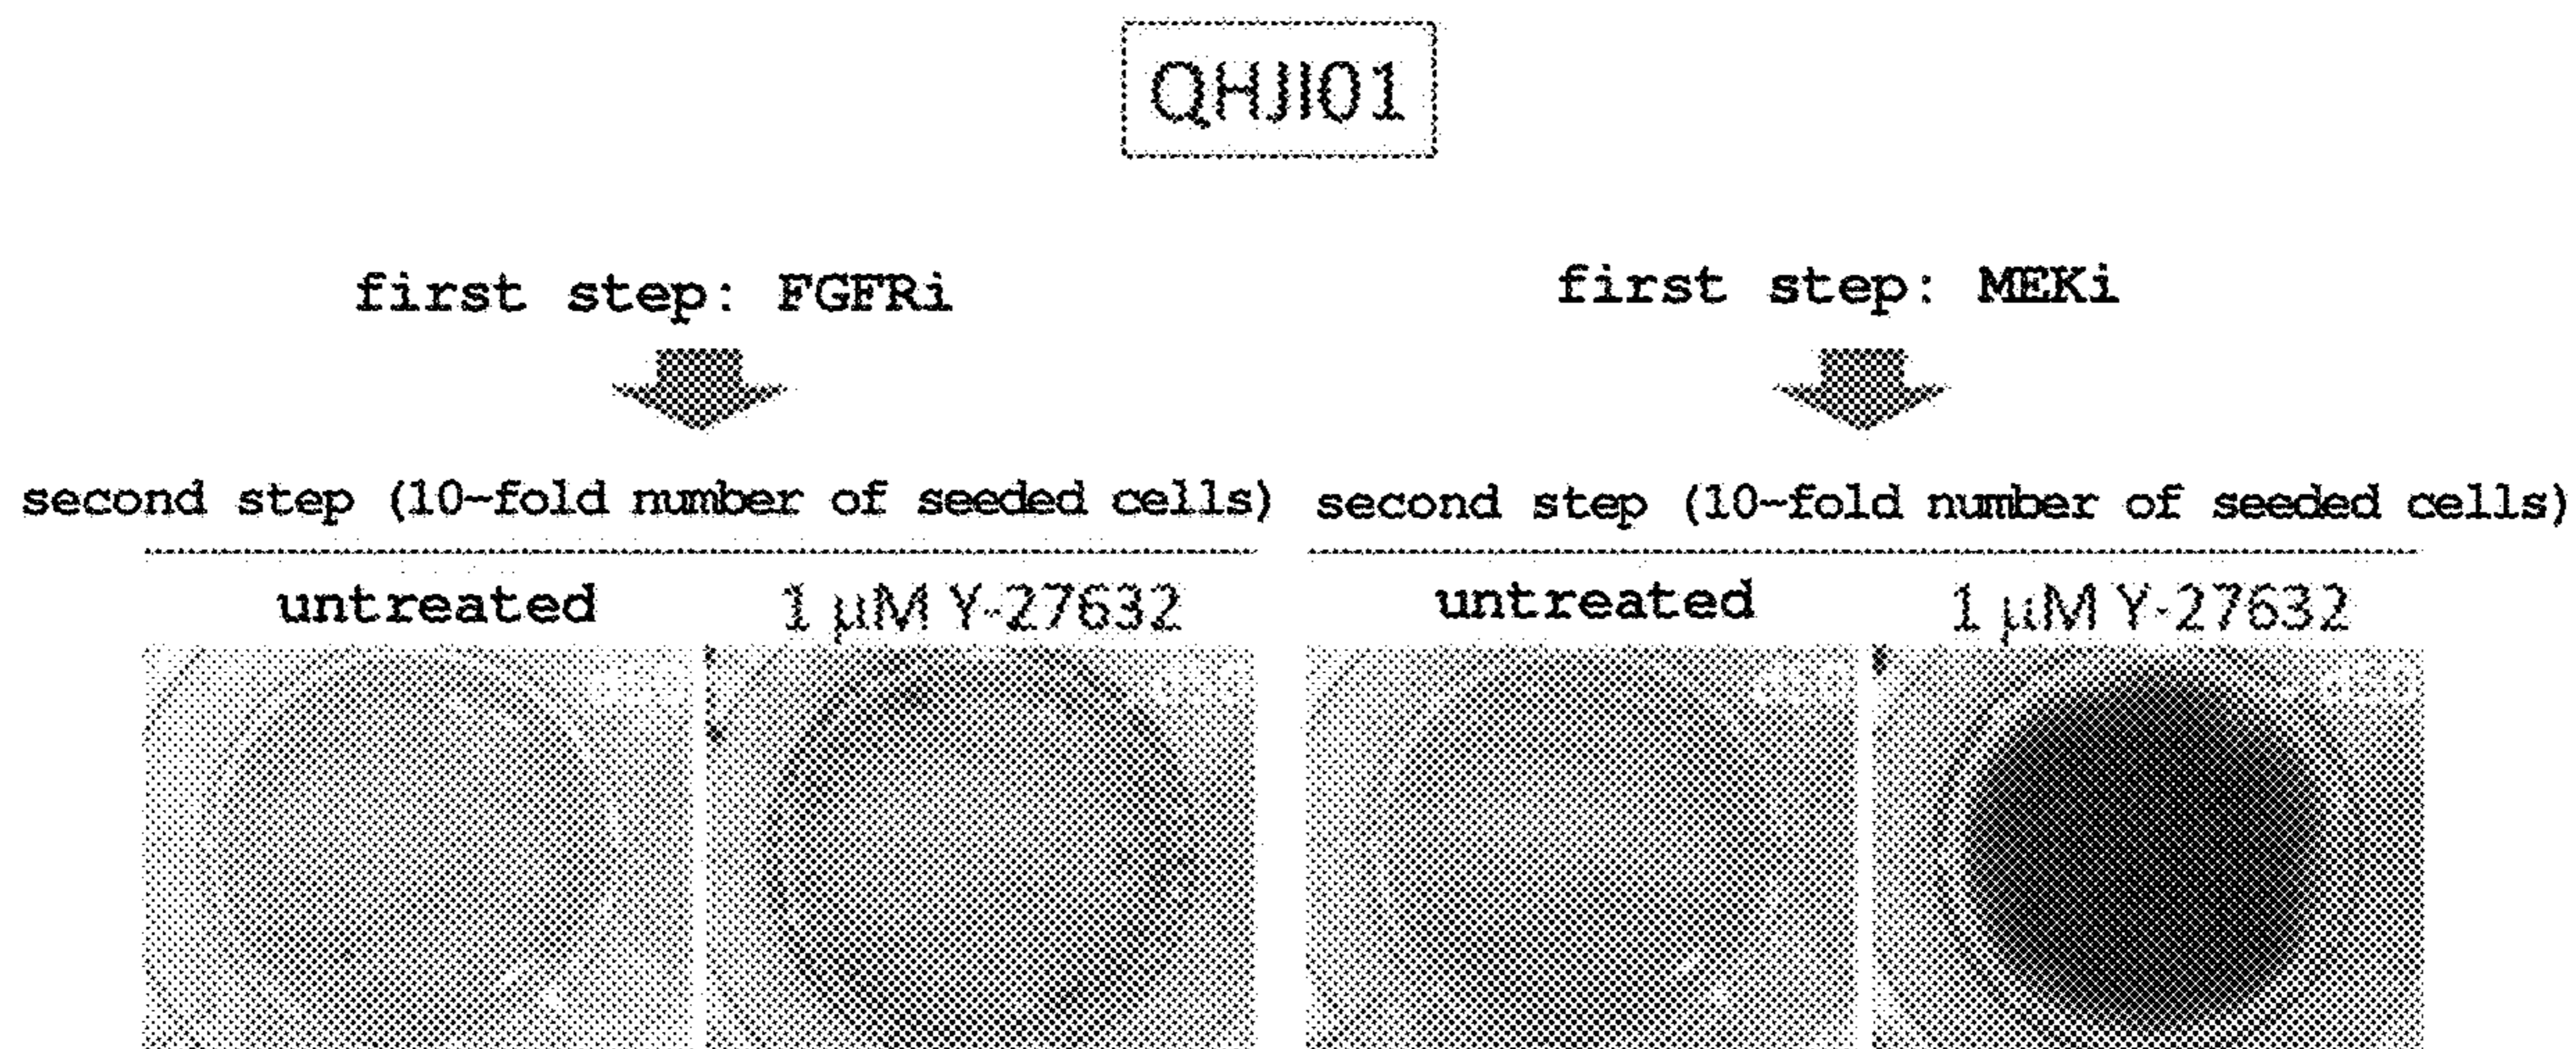 QHJI01
first step: FGFRi
first step: MEKi
second step (10-fold number of seeded cells)
second step (10-fold number of seeded cells)
untreated
1 µM Y-27632
untreated
1 µM Y-27632